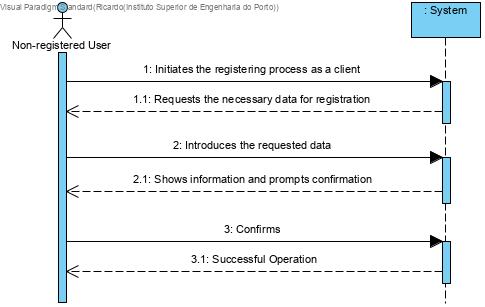 Visual Paradigm Standard(Ricardo(Instituto Superior de Engenharia do Porto))
: System
Non-registered User
1: Initiates the registering process as a client
1.1: Requests the necessary data for registration
2: Introduces the requested data
2.1: Shows information and prompts confirmation
3: Confirms
3.1: Successful Operation